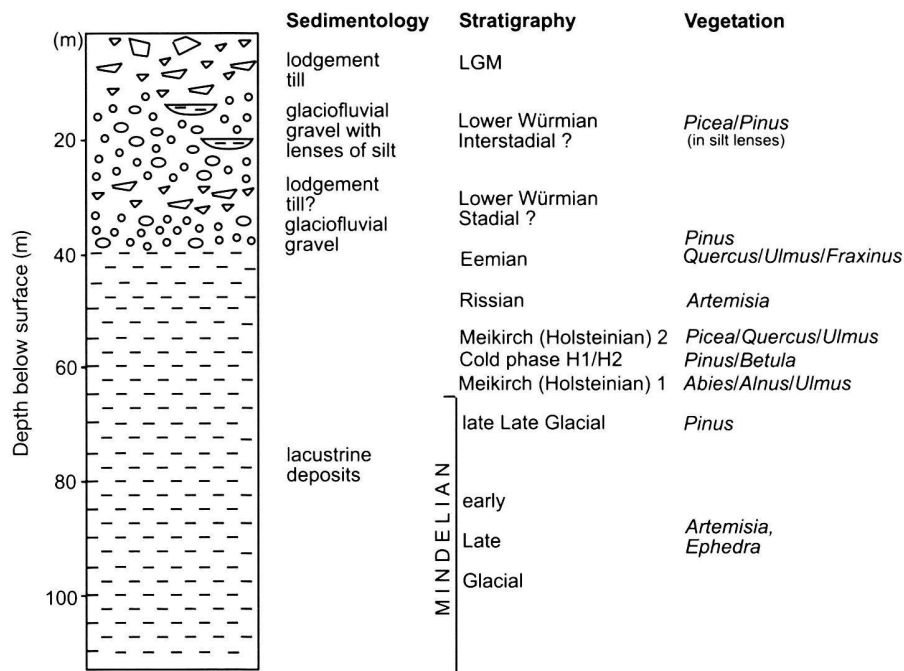 Sedimentology Stratigraphy Vegetation
(m)
lodgement
till
LGM
glaciofluvial
gravel with
lenses of silt
Lower Würmian
Interstadial ?
Picea/Pinus
(in silt lenses)
20
lodgement
till?
glaciofluvial
gravel
Lower Würmian
Stadial ?
Pinus
40
Eemian
Quercus/Ulmus/Fraxinus
Rissian
Artemisia
Meikirch (Holsteinian) 2
Picea/Quercus/Ulmus
Cold phase H1/H2
Pinus/Betula
60
Meikirch (Holsteinian) 1
Abies/Alnus/Ulmus
late Late Glacial
Pinus
lacustrine
deposits
80
early
Late
Glacial
Artemisia,
Ephedra
100
MINDELIAN
Depth below surface (m)